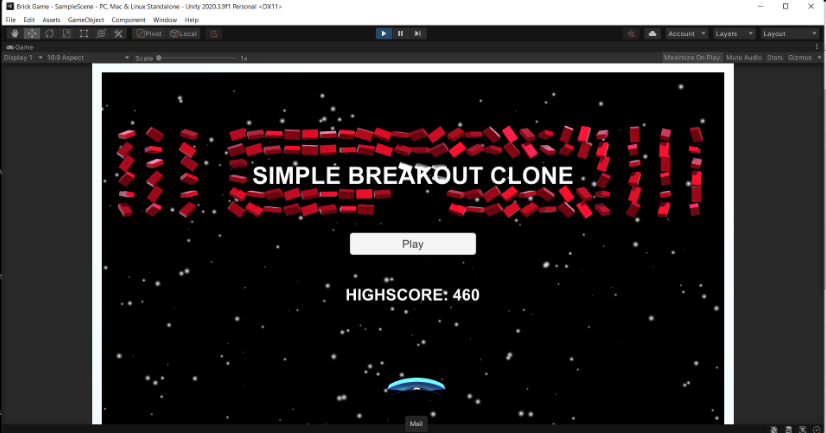 Brick Game - SampleScene - PC, Mac & Linux Standalone - Unity 2020.3.9f1 Personal <DX11>
File Edit Assets GameObject Component Window Help
Pivot Local Account Layers Layout
Game
Display 1 16:9 Aspect Scale 1x Maximize On Play Mute Audio Stats Gizmos
SIMPLE BREAKOUT CLONE
Play
HIGHSCORE: 460
Mail